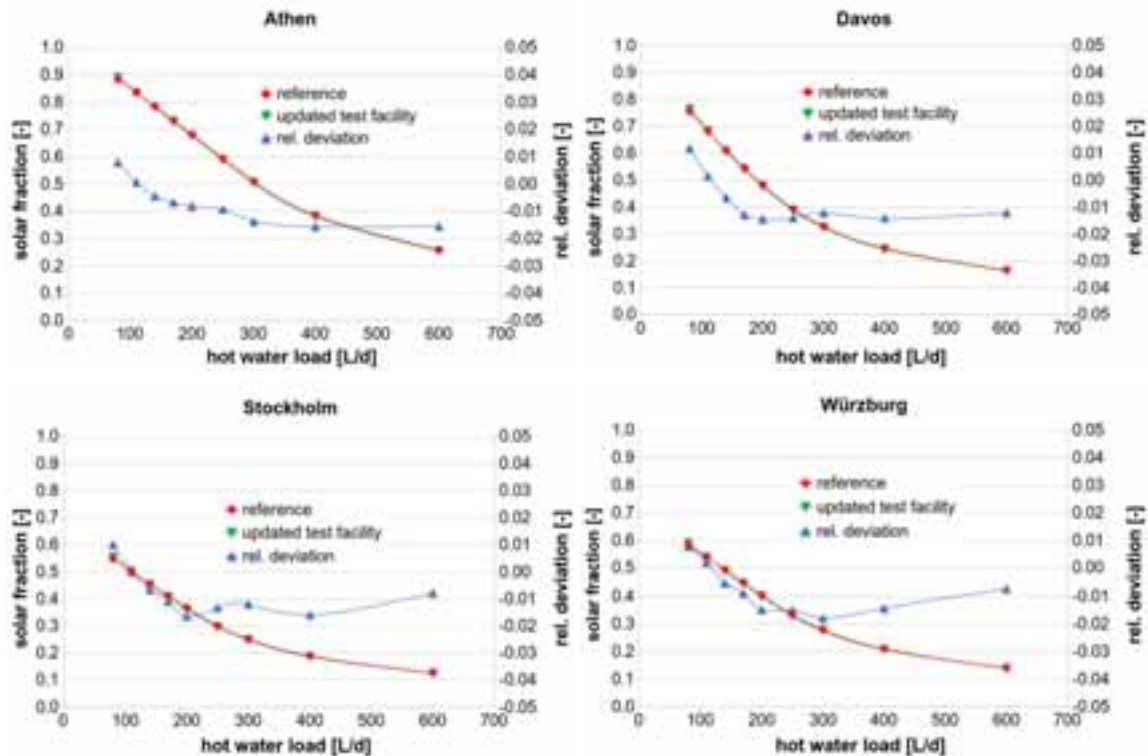 Athen
1.0
0.9
0.8
0.7
0.6
0.5
0.4
0.3
0.2
0.1
0.0
solar fraction [-]
0.05
0.04
0.03
0.02
0.01
0.00
-0.01
-0.02
-0.03
-0.04
-0.05
rel. deviation [-]
reference
updated test facility
rel. deviation
0 100 200 300 400 500 600 700
hot water load [L/d]
Davos
1.0
0.9
0.8
0.7
0.6
0.5
0.4
0.3
0.2
0.1
0.0
solar fraction [-]
0.05
0.04
0.03
0.02
0.01
0.00
-0.01
-0.02
-0.03
-0.04
-0.05
rel. deviation [-]
reference
updated test facility
rel. deviation
0 100 200 300 400 500 600 700
hot water load [L/d]
Stockholm
1.0
0.9
0.8
0.7
0.6
0.5
0.4
0.3
0.2
0.1
0.0
solar fraction [-]
0.05
0.04
0.03
0.02
0.01
0.00
-0.01
-0.02
-0.03
-0.04
-0.05
rel. deviation [-]
reference
updated test facility
rel. deviation
0 100 200 300 400 500 600 700
hot water load [L/d]
Würzburg
1.0
0.9
0.8
0.7
0.6
0.5
0.4
0.3
0.2
0.1
0.0
solar fraction [-]
0.05
0.04
0.03
0.02
0.01
0.00
-0.01
-0.02
-0.03
-0.04
-0.05
rel. deviation [-]
reference
updated test facility
rel. deviation
0 100 200 300 400 500 600 700
hot water load [L/d]